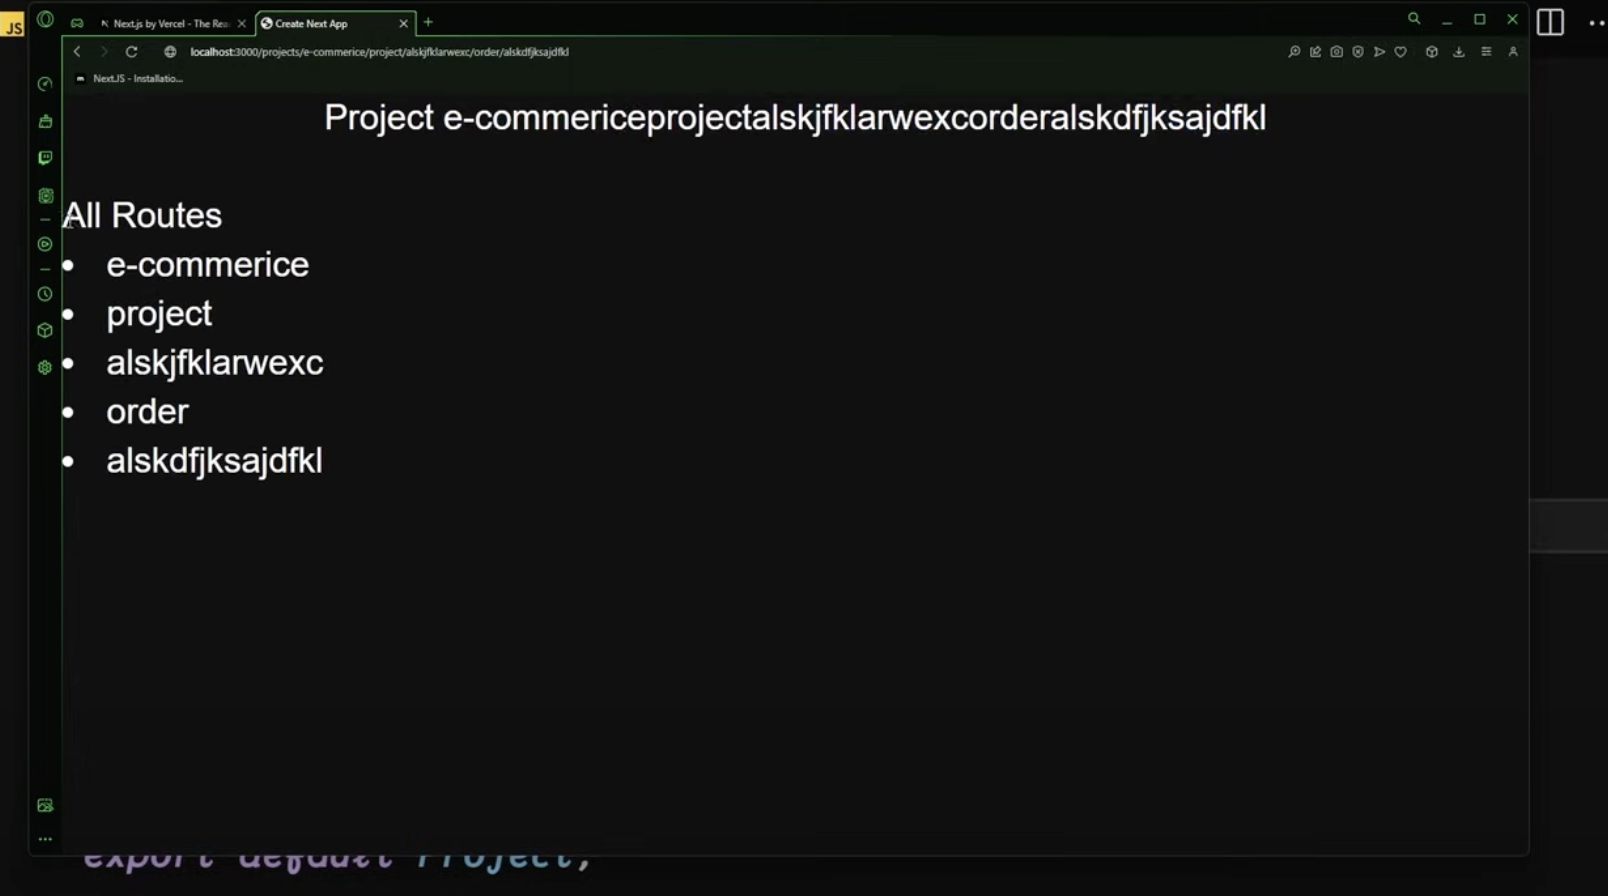 JS
Next.js by Vercel - The Rea
Create Next App
localhost:3000/projects/e-commerice/project/alskjfklarwexc/order/alskdfjksajdfkl
NextJS - Installatio...
Project e-commericeprojectalskjfklarwexcorderalskdfjksajdfkl
All Routes
• e-commerice
• project
• alskjfklarwexc
• order
• alskdfjksajdfkl
export default Project;